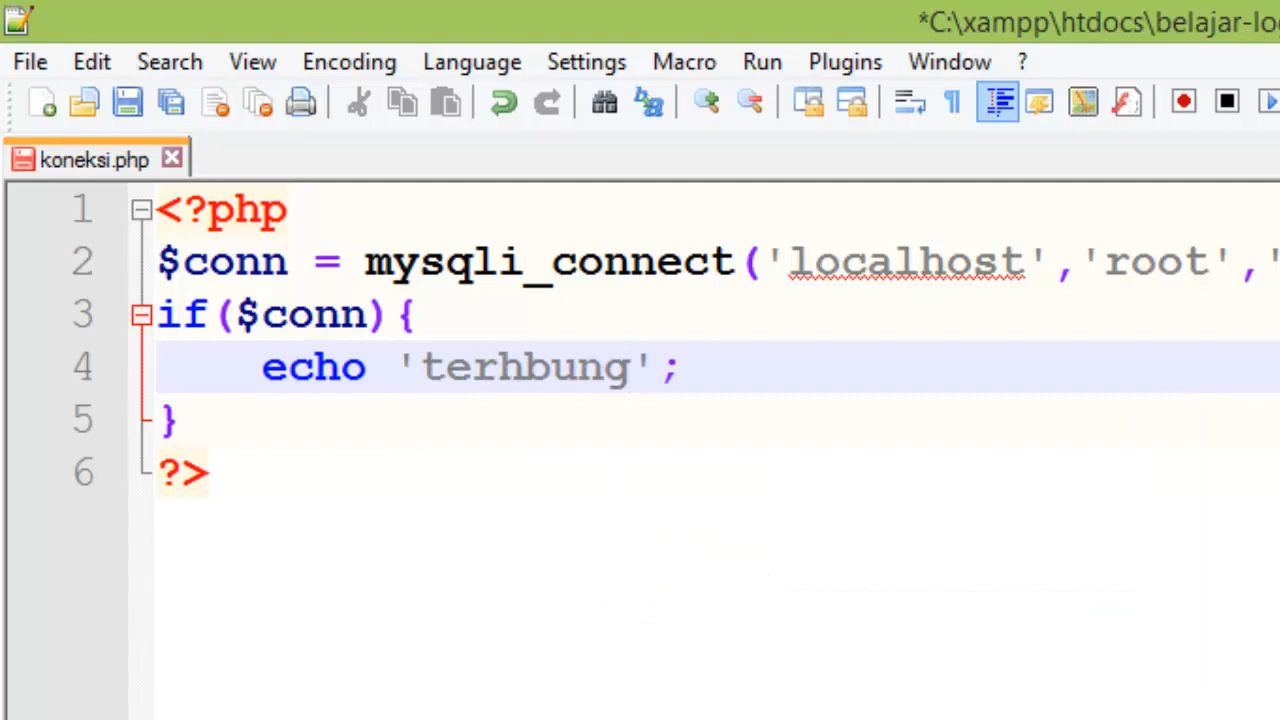 *C:\xampp\htdocs\belajar-log
File Edit Search View Encoding Language Settings Macro Run Plugins Window ?
koneksi.php
1 <?php
2 $conn = mysqli_connect('localhost','root','
3 if($conn){
4 echo 'terhbung';
5 }
6 ?>